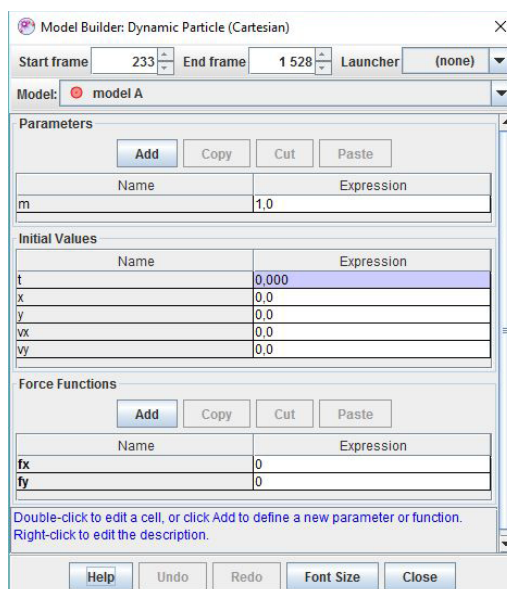 Model Builder: Dynamic Particle (Cartesian)
Start frame 233 End frame 1 528 Launcher (none)
Model: model A
Parameters
Add Copy Cut Paste
Name Expression
m 1,0
Initial Values
Name Expression
t 0,000
x 0,0
y 0,0
vx 0,0
vy 0,0
Force Functions
Add Copy Cut Paste
Name Expression
fx 0
fy 0
Double-click to edit a cell, or click Add to define a new parameter or function.
Right-click to edit the description.
Help Undo Redo Font Size Close